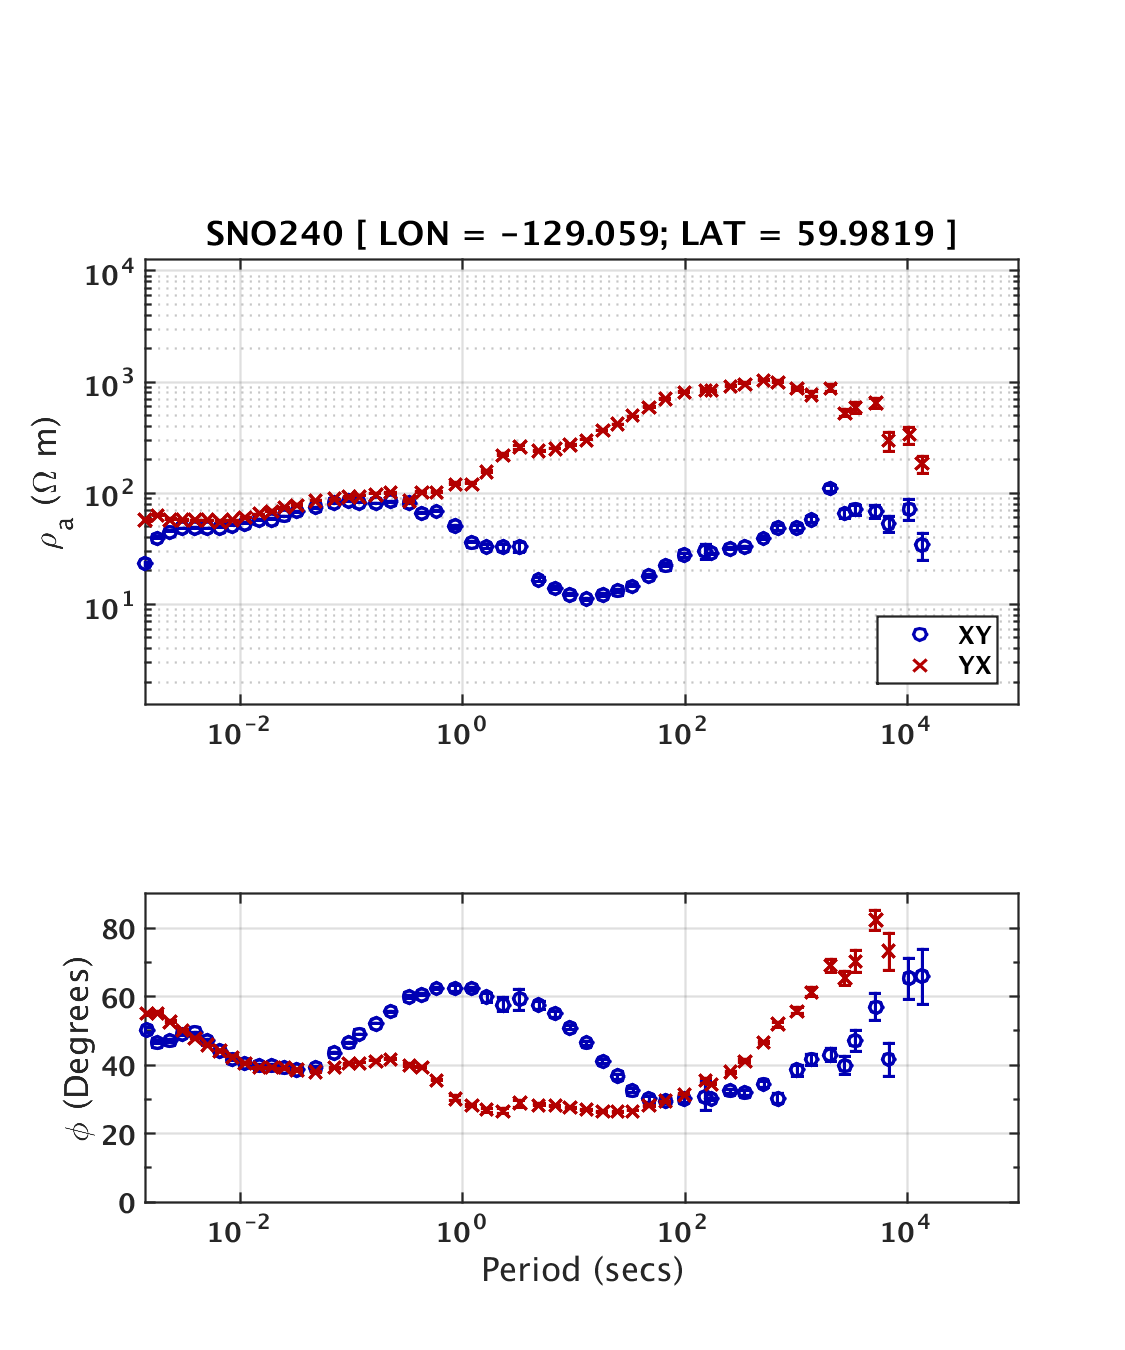 SNO240 [ LON = -129.059; LAT = 59.9819 ]
10^4
10^3
10^2
10^1
ρ_a (Ω m)
XY
YX
10^-2 10^0 10^2 10^4
80
60
40
20
0
ϕ (Degrees)
10^-2 10^0 10^2 10^4
Period (secs)